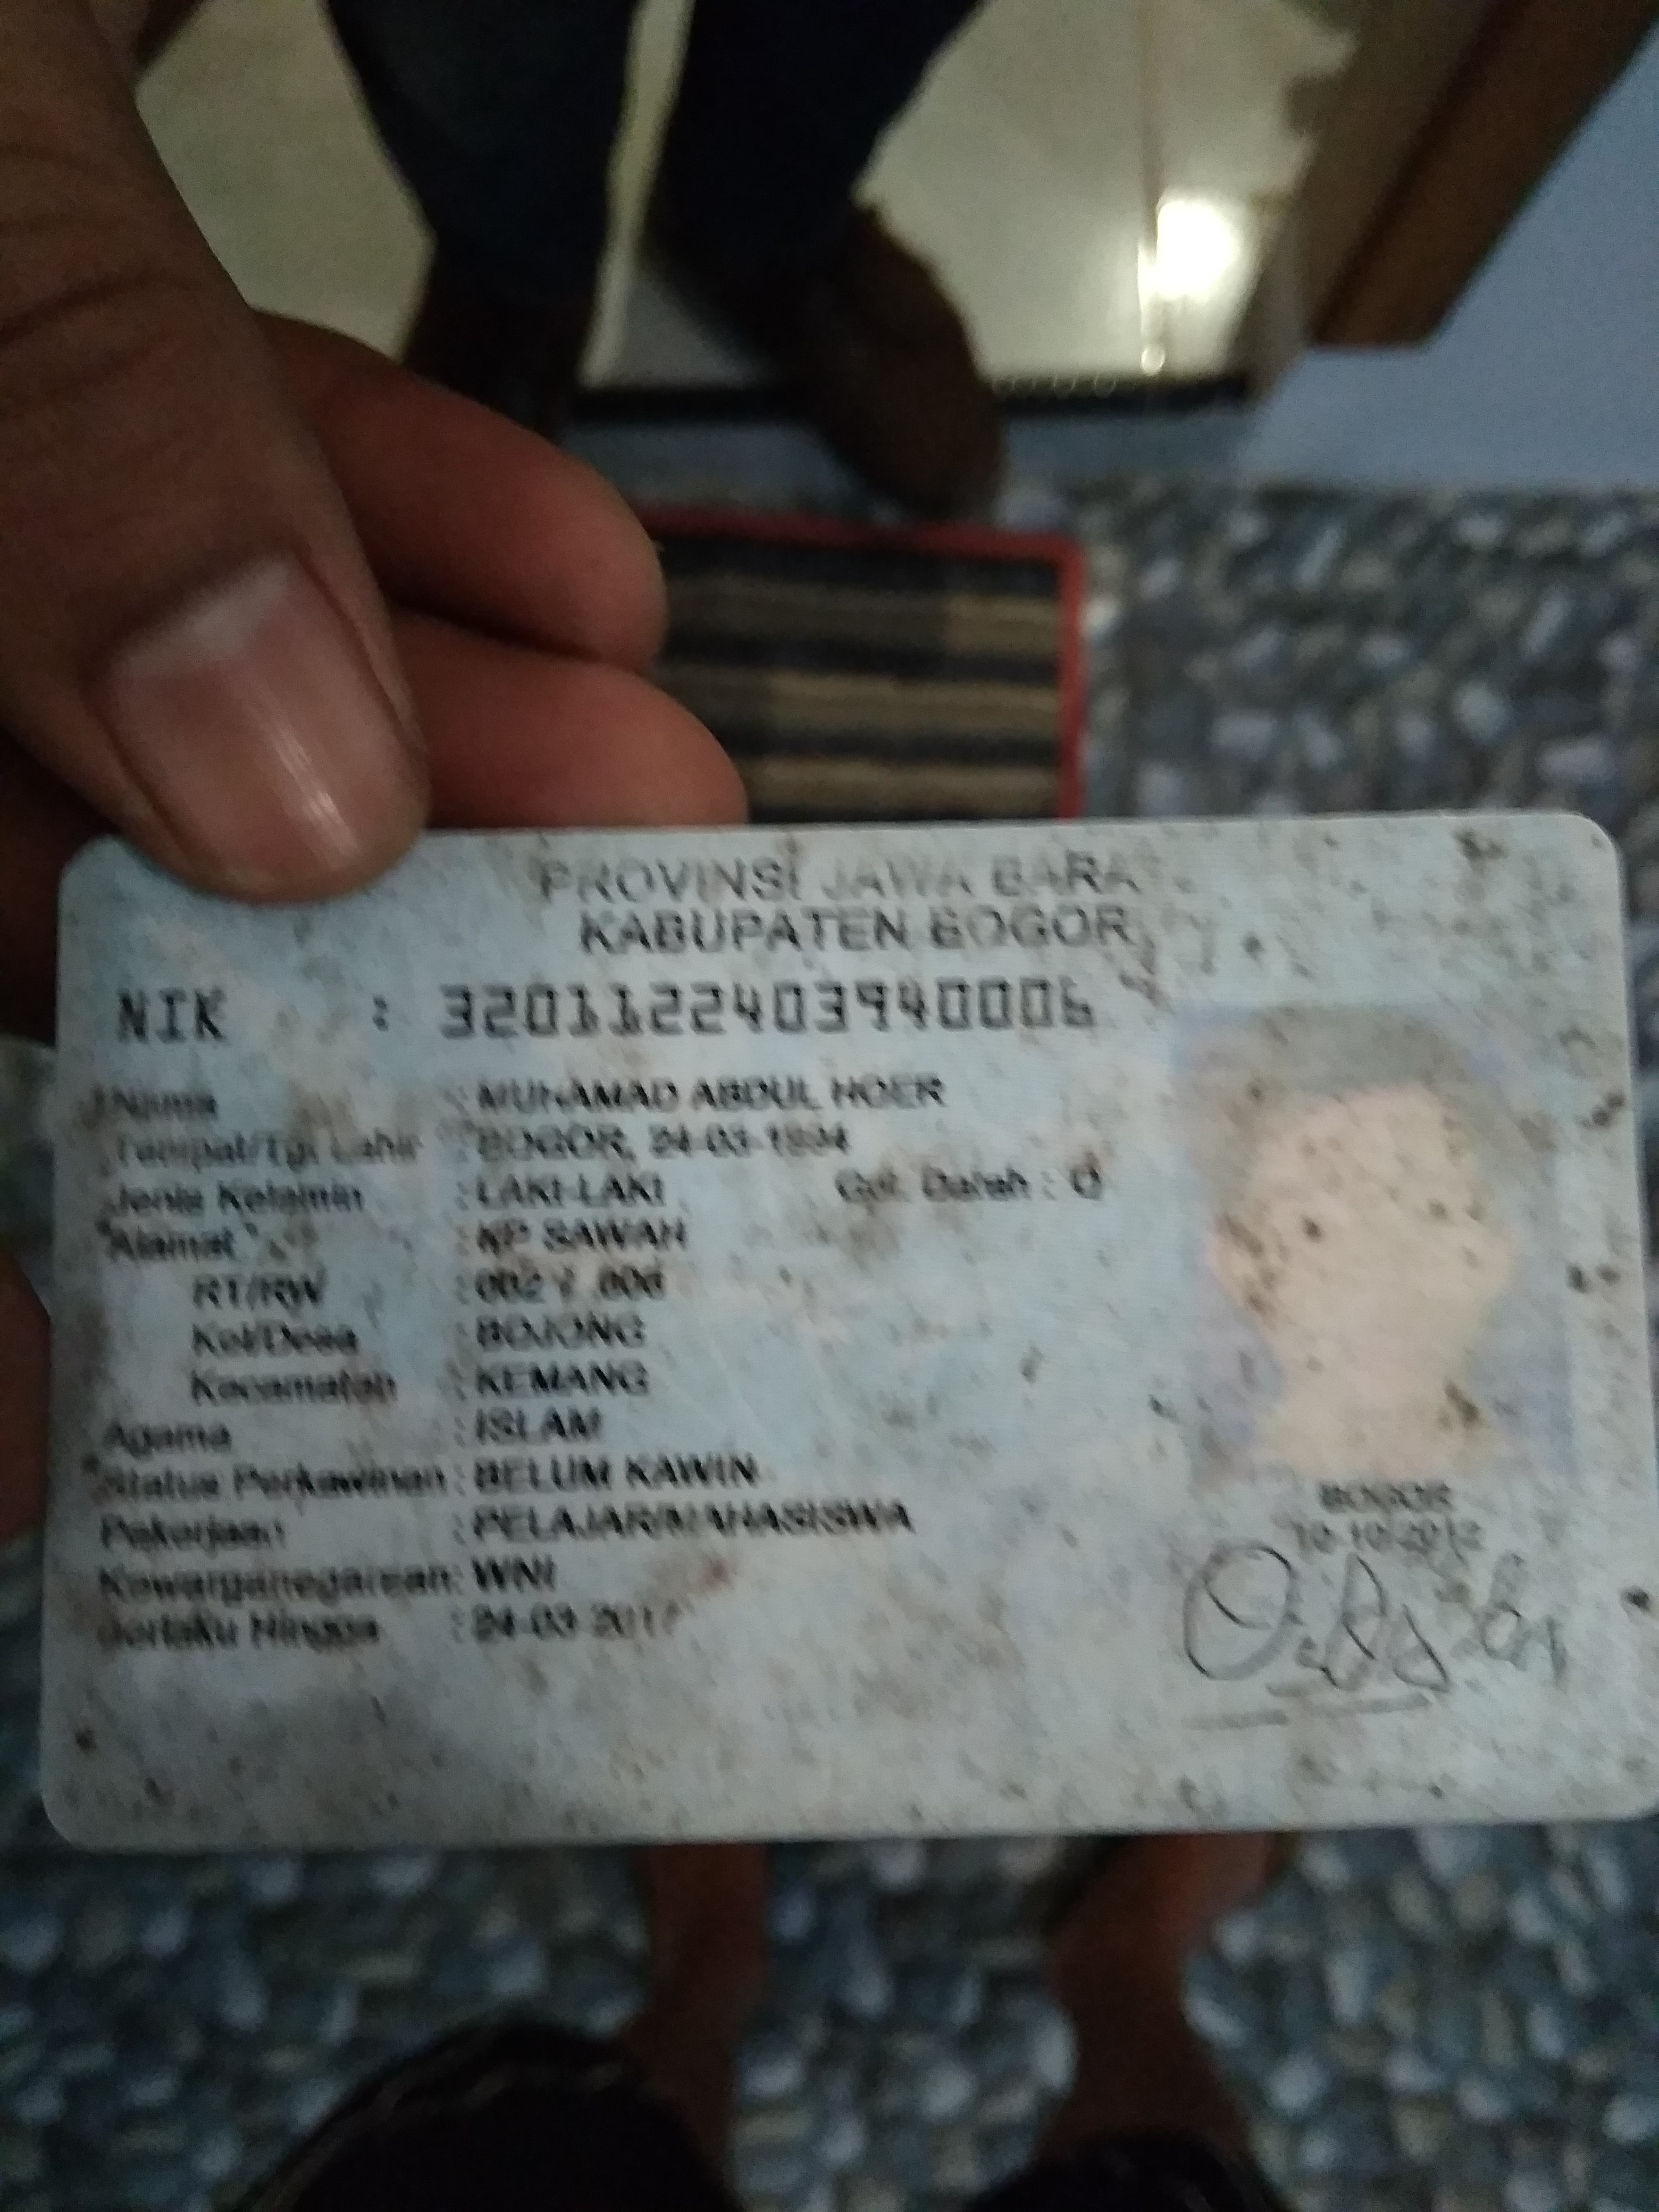 PROVINSI JAWA BARAT
KABUPATEN BOGOR
NIK : 3201122403940006
Nama : MUHAMAD ABDUL HOER
Tempat/Tgl Lahir : BOGOR, 24-03-1994
Jenis Kelamin : LAKI-LAKI Gol. Darah : O
Alamat : KP SAWAH
RT/RW : 002 / 006
Kel/Desa : BOJONG
Kecamatan : KEMANG
Agama : ISLAM
Status Perkawinan : BELUM KAWIN
Pekerjaan : PELAJAR/MAHASISWA
Kewarganegaraan : WNI
Berlaku Hingga : 24-03-2017
BOGOR
10-10-2012